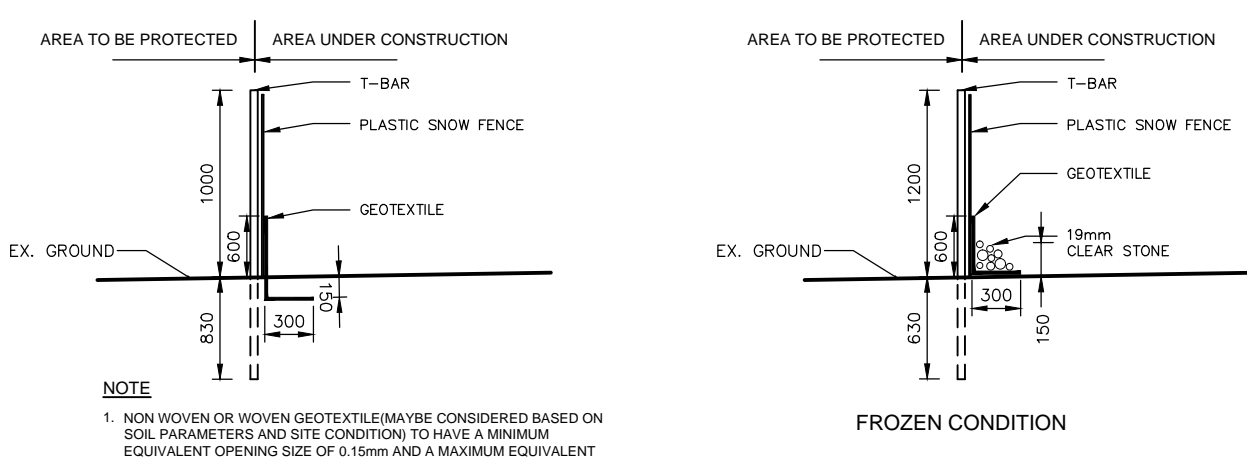 AREA TO BE PROTECTED
AREA UNDER CONSTRUCTION
T-BAR
PLASTIC SNOW FENCE
1000
GEOTEXTILE
600
EX. GROUND
150
300
830
NOTE
1. NON WOVEN OR WOVEN GEOTEXTILE(MAYBE CONSIDERED BASED ON
SOIL PARAMETERS AND SITE CONDITION) TO HAVE A MINIMUM
EQUIVALENT OPENING SIZE OF 0.15mm AND A MAXIMUM EQUIVALENT
AREA TO BE PROTECTED
AREA UNDER CONSTRUCTION
T-BAR
PLASTIC SNOW FENCE
1200
GEOTEXTILE
600
19mm
CLEAR STONE
EX. GROUND
300
150
630
FROZEN CONDITION